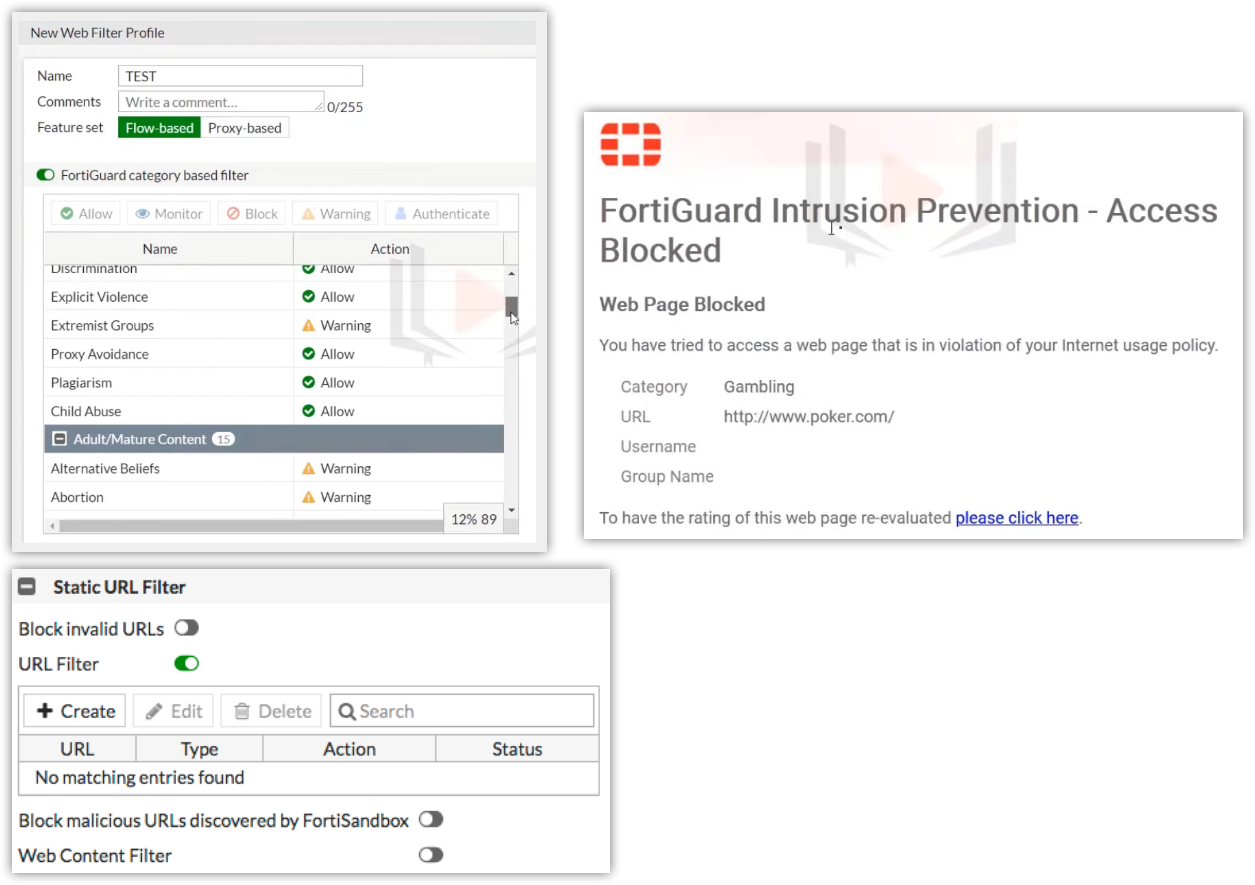 New Web Filter Profile
Name TEST
Comments Write a comment... 0/255
Feature set Flow-based Proxy-based
FortiGuard category based filter
Allow Monitor Block Warning Authenticate
Name Action
Discrimination Allow
Explicit Violence Allow
Extremist Groups Warning
Proxy Avoidance Allow
Plagiarism Allow
Child Abuse Allow
Adult/Mature Content 15
Alternative Beliefs Warning
Abortion Warning
12% 89
FortiGuard Intrusion Prevention - Access
Blocked
Web Page Blocked
You have tried to access a web page that is in violation of your Internet usage policy.
Category Gambling
URL http://www.poker.com/
Username
Group Name
To have the rating of this web page re-evaluated please click here.
Static URL Filter
Block invalid URLs
URL Filter
Create Edit Delete Search
URL Type Action Status
No matching entries found
Block malicious URLs discovered by FortiSandbox
Web Content Filter